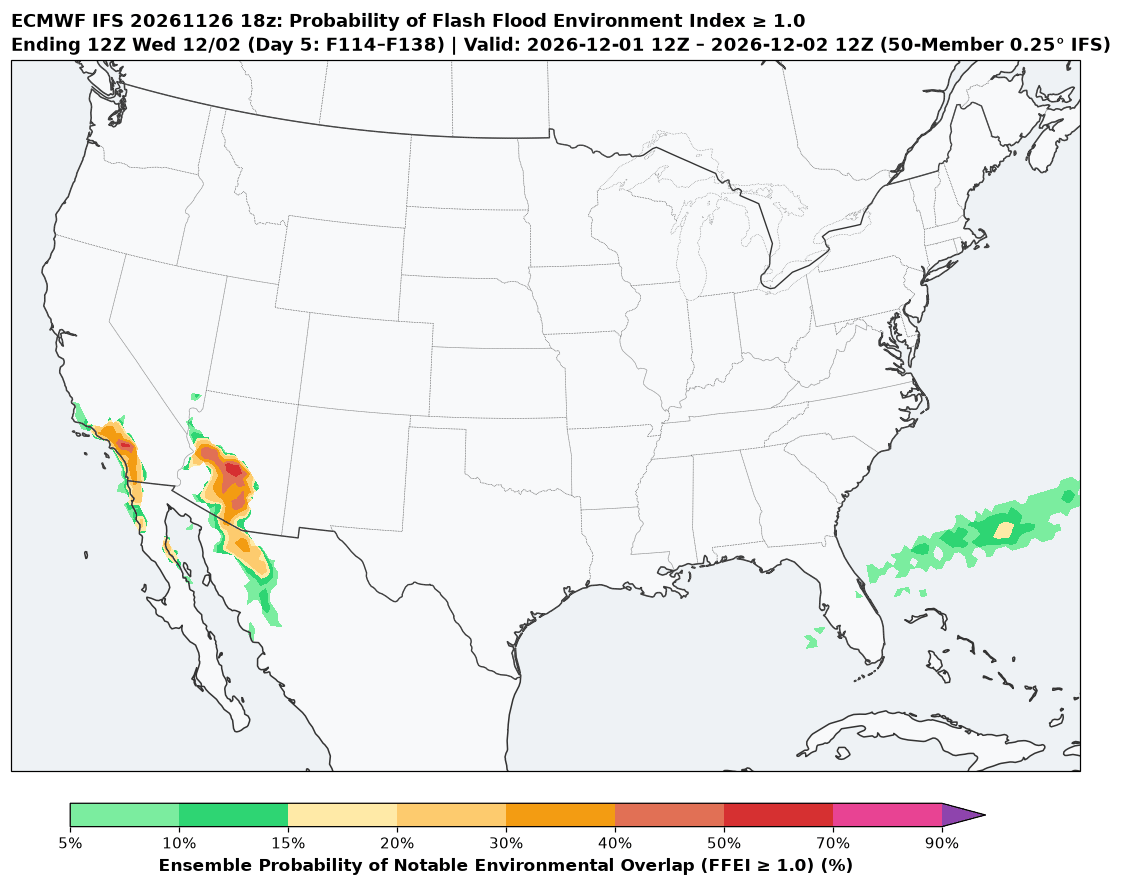 ECMWF IFS 20261126 18z: Probability of Flash Flood Environment Index ≥ 1.0
Ending 12Z Wed 12/02 (Day 5: F114–F138) | Valid: 2026-12-01 12Z – 2026-12-02 12Z (50-Member 0.25° IFS)
5% 10% 15% 20% 30% 40% 50% 70% 90%
Ensemble Probability of Notable Environmental Overlap (FFEI ≥ 1.0) (%)